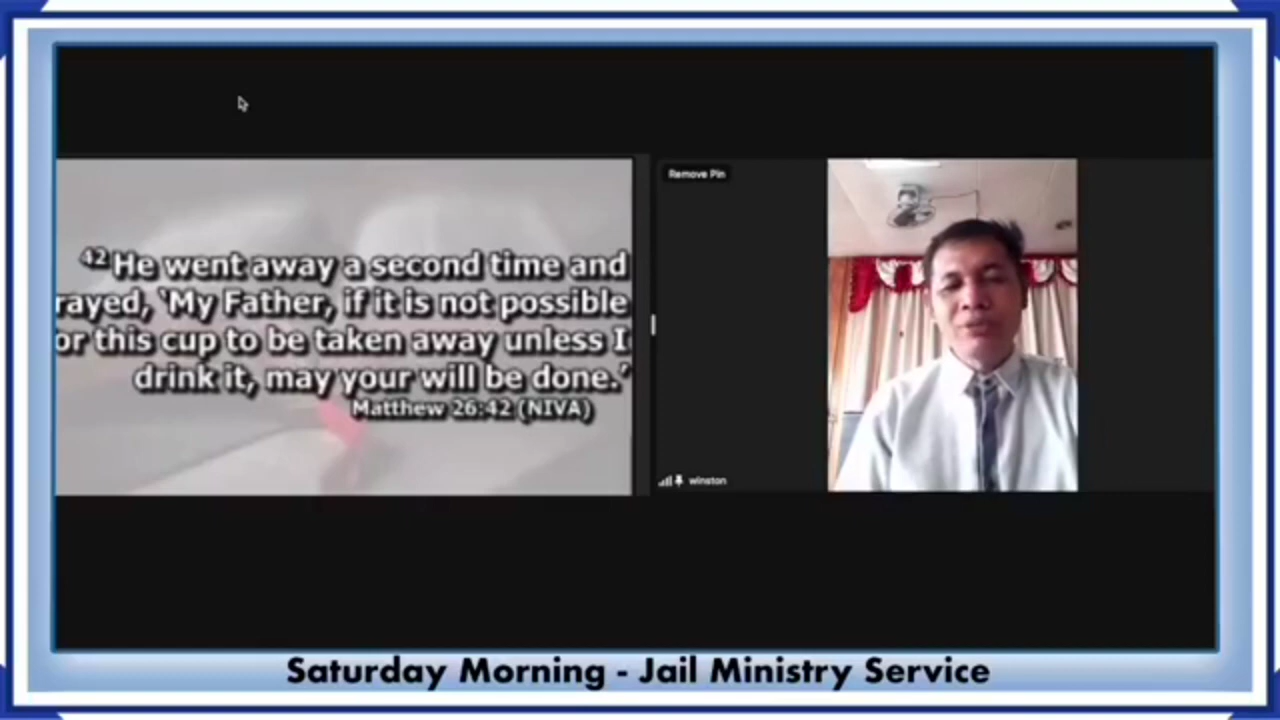 42 He went away a second time and
rayed, 'My Father, if it is not possible
or this cup to be taken away unless I
drink it, may your will be done.'
Matthew 26:42 (NIVA)
Remove Pin
winston
Saturday Morning - Jail Ministry Service